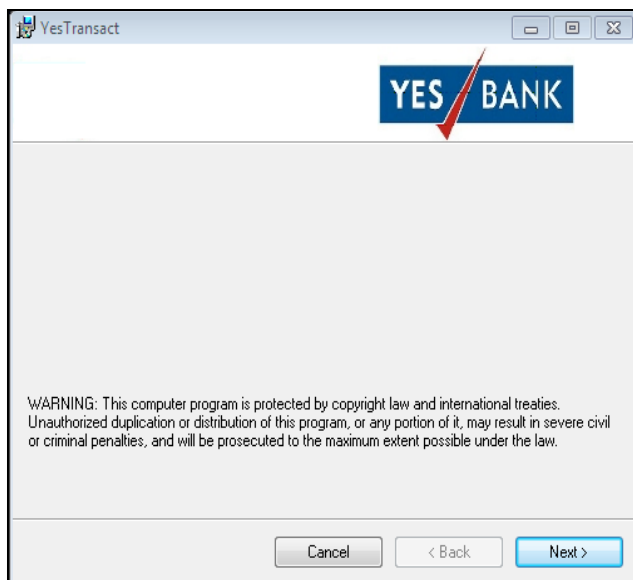 YesTransact
YES BANK
WARNING: This computer program is protected by copyright law and international treaties.
Unauthorized duplication or distribution of this program, or any portion of it, may result in severe civil
or criminal penalties, and will be prosecuted to the maximum extent possible under the law.
Cancel < Back Next >